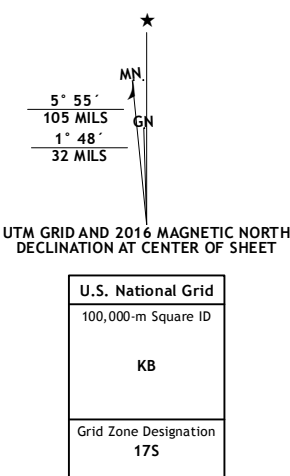 ★
MN
5° 55´
105 MILS
GN
1° 48´
32 MILS
UTM GRID AND 2016 MAGNETIC NORTH
DECLINATION AT CENTER OF SHEET
U.S. National Grid
100,000-m Square ID
KB
Grid Zone Designation
17S